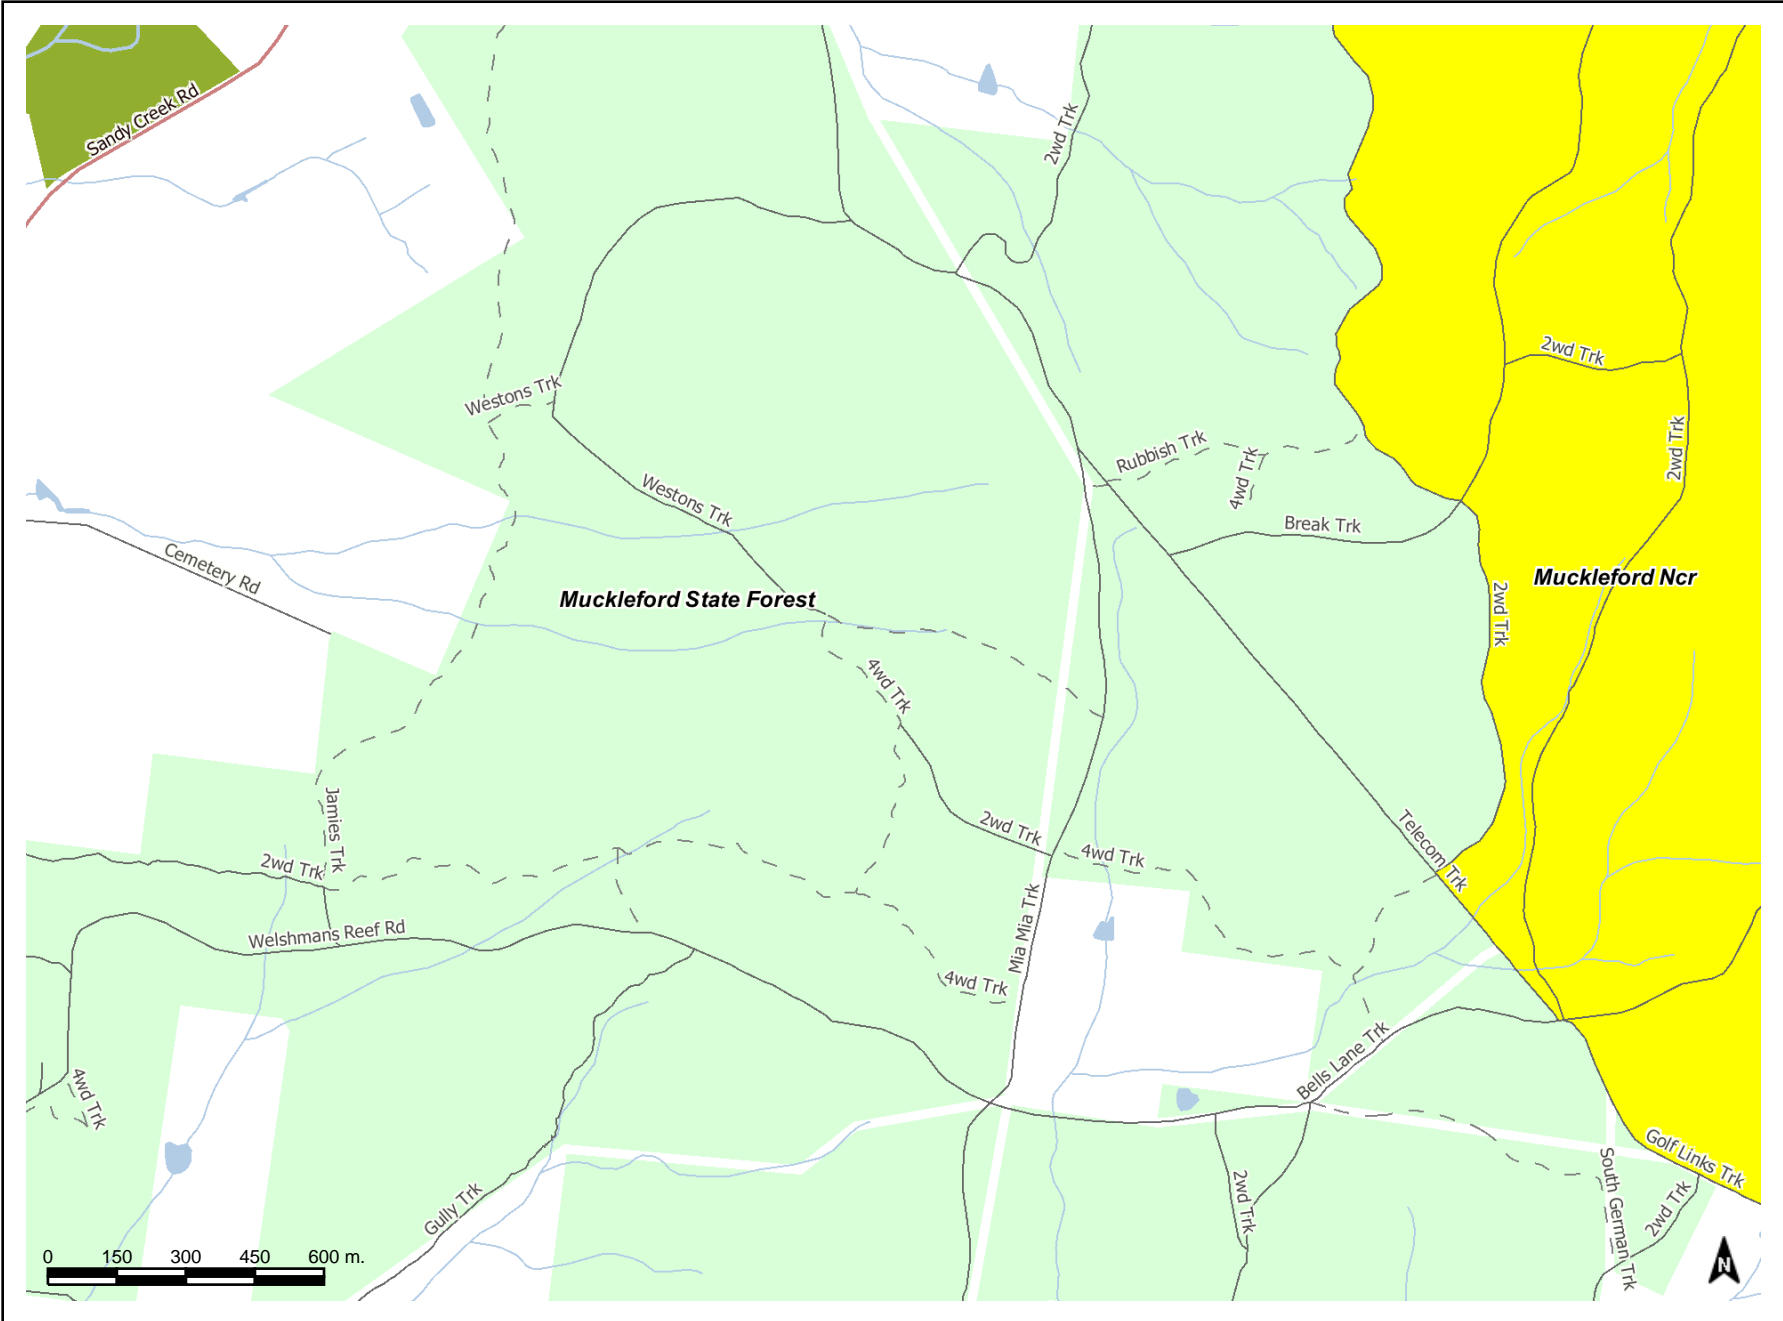 Sandy Creek Rd
2wd Trk
2wd Trk
Westons Trk
Rubbish Trk
4wd Trk
2wd Trk
Westons Trk
Break Trk
Cemetery Rd
Muckleford State Forest
Muckleford Ncr
2wd Trk
4wd Trk
Jamies Trk
2wd Trk
Telecom Trk
4wd Trk
2wd Trk
Welshmans Reef Rd
Mia Mia Trk
4wd Trk
Bells Lane Trk
4wd Trk
Golf Links Trk
South German Trk
2wd Trk
2wd Trk
Gully Trk
0 150 300 450 600 m.
N